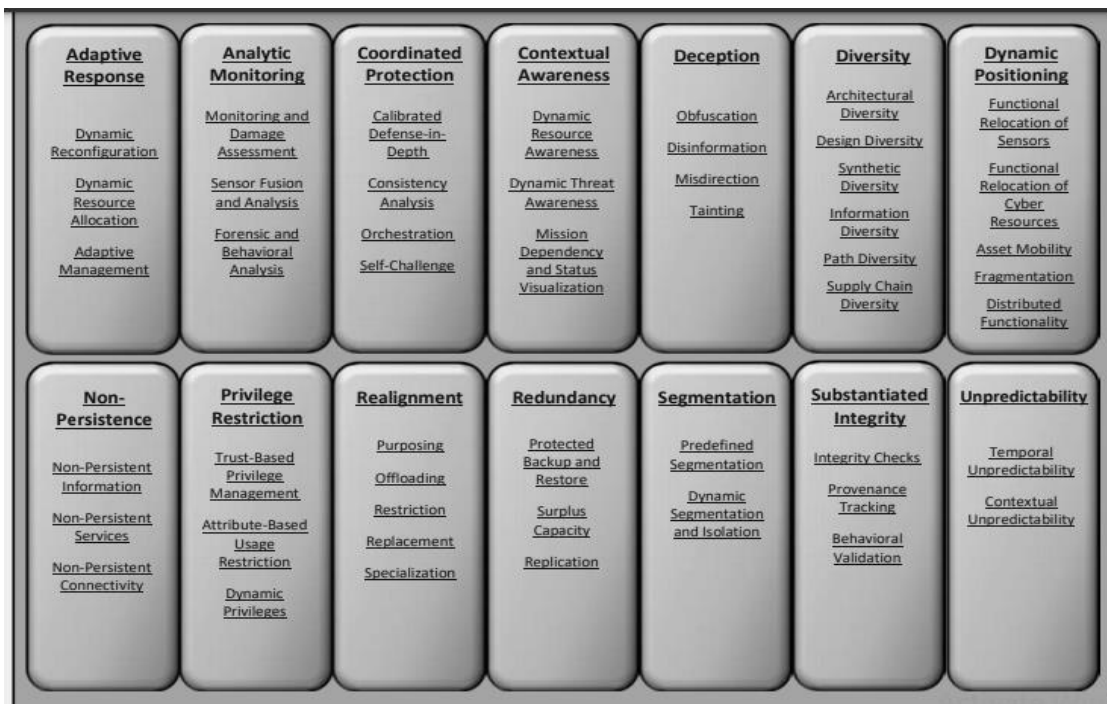 Adaptive
Response
Dynamic
Reconfiguration
Dynamic
Resource
Allocation
Adaptive
Management
Analytic
Monitoring
Monitoring and
Damage
Assessment
Sensor Fusion
and Analysis
Forensic and
Behavioral
Analysis
Coordinated
Protection
Calibrated
Defense-in-
Depth
Consistency
Analysis
Orchestration
Self-Challenge
Contextual
Awareness
Dynamic
Resource
Awareness
Dynamic Threat
Awareness
Mission
Dependency
and Status
Visualization
Deception
Obfuscation
Disinformation
Misdirection
Tainting
Diversity
Architectural
Diversity
Design Diversity
Synthetic
Diversity
Information
Diversity
Path Diversity
Supply Chain
Diversity
Dynamic
Positioning
Functional
Relocation of
Sensors
Functional
Relocation of
Cyber
Resources
Asset Mobility
Fragmentation
Distributed
Functionality
Non-
Persistence
Non-Persistent
Information
Non-Persistent
Services
Non-Persistent
Connectivity
Privilege
Restriction
Trust-Based
Privilege
Management
Attribute-Based
Usage
Restriction
Dynamic
Privileges
Realignment
Purposing
Offloading
Restriction
Replacement
Specialization
Redundancy
Protected
Backup and
Restore
Surplus
Capacity
Replication
Segmentation
Predefined
Segmentation
Dynamic
Segmentation
and Isolation
Substantiated
Integrity
Integrity Checks
Provenance
Tracking
Behavioral
Validation
Unpredictability
Temporal
Unpredictability
Contextual
Unpredictability